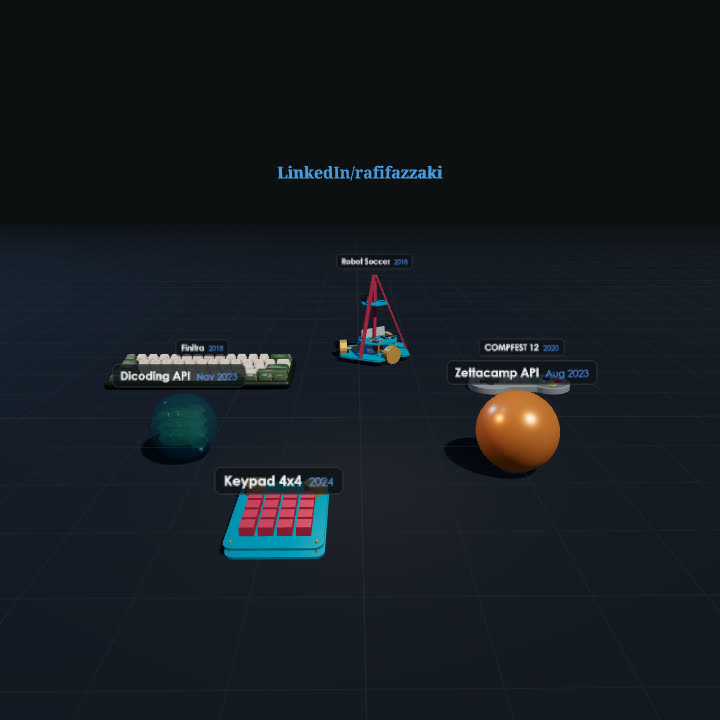 LinkedIn/rafifazzaki
Robot Soccer 2018
Finitra 2018
COMPFEST 12 2020
Dicoding API Nov 2023
Zettacamp API Aug 2023
Keypad 4x4 2024